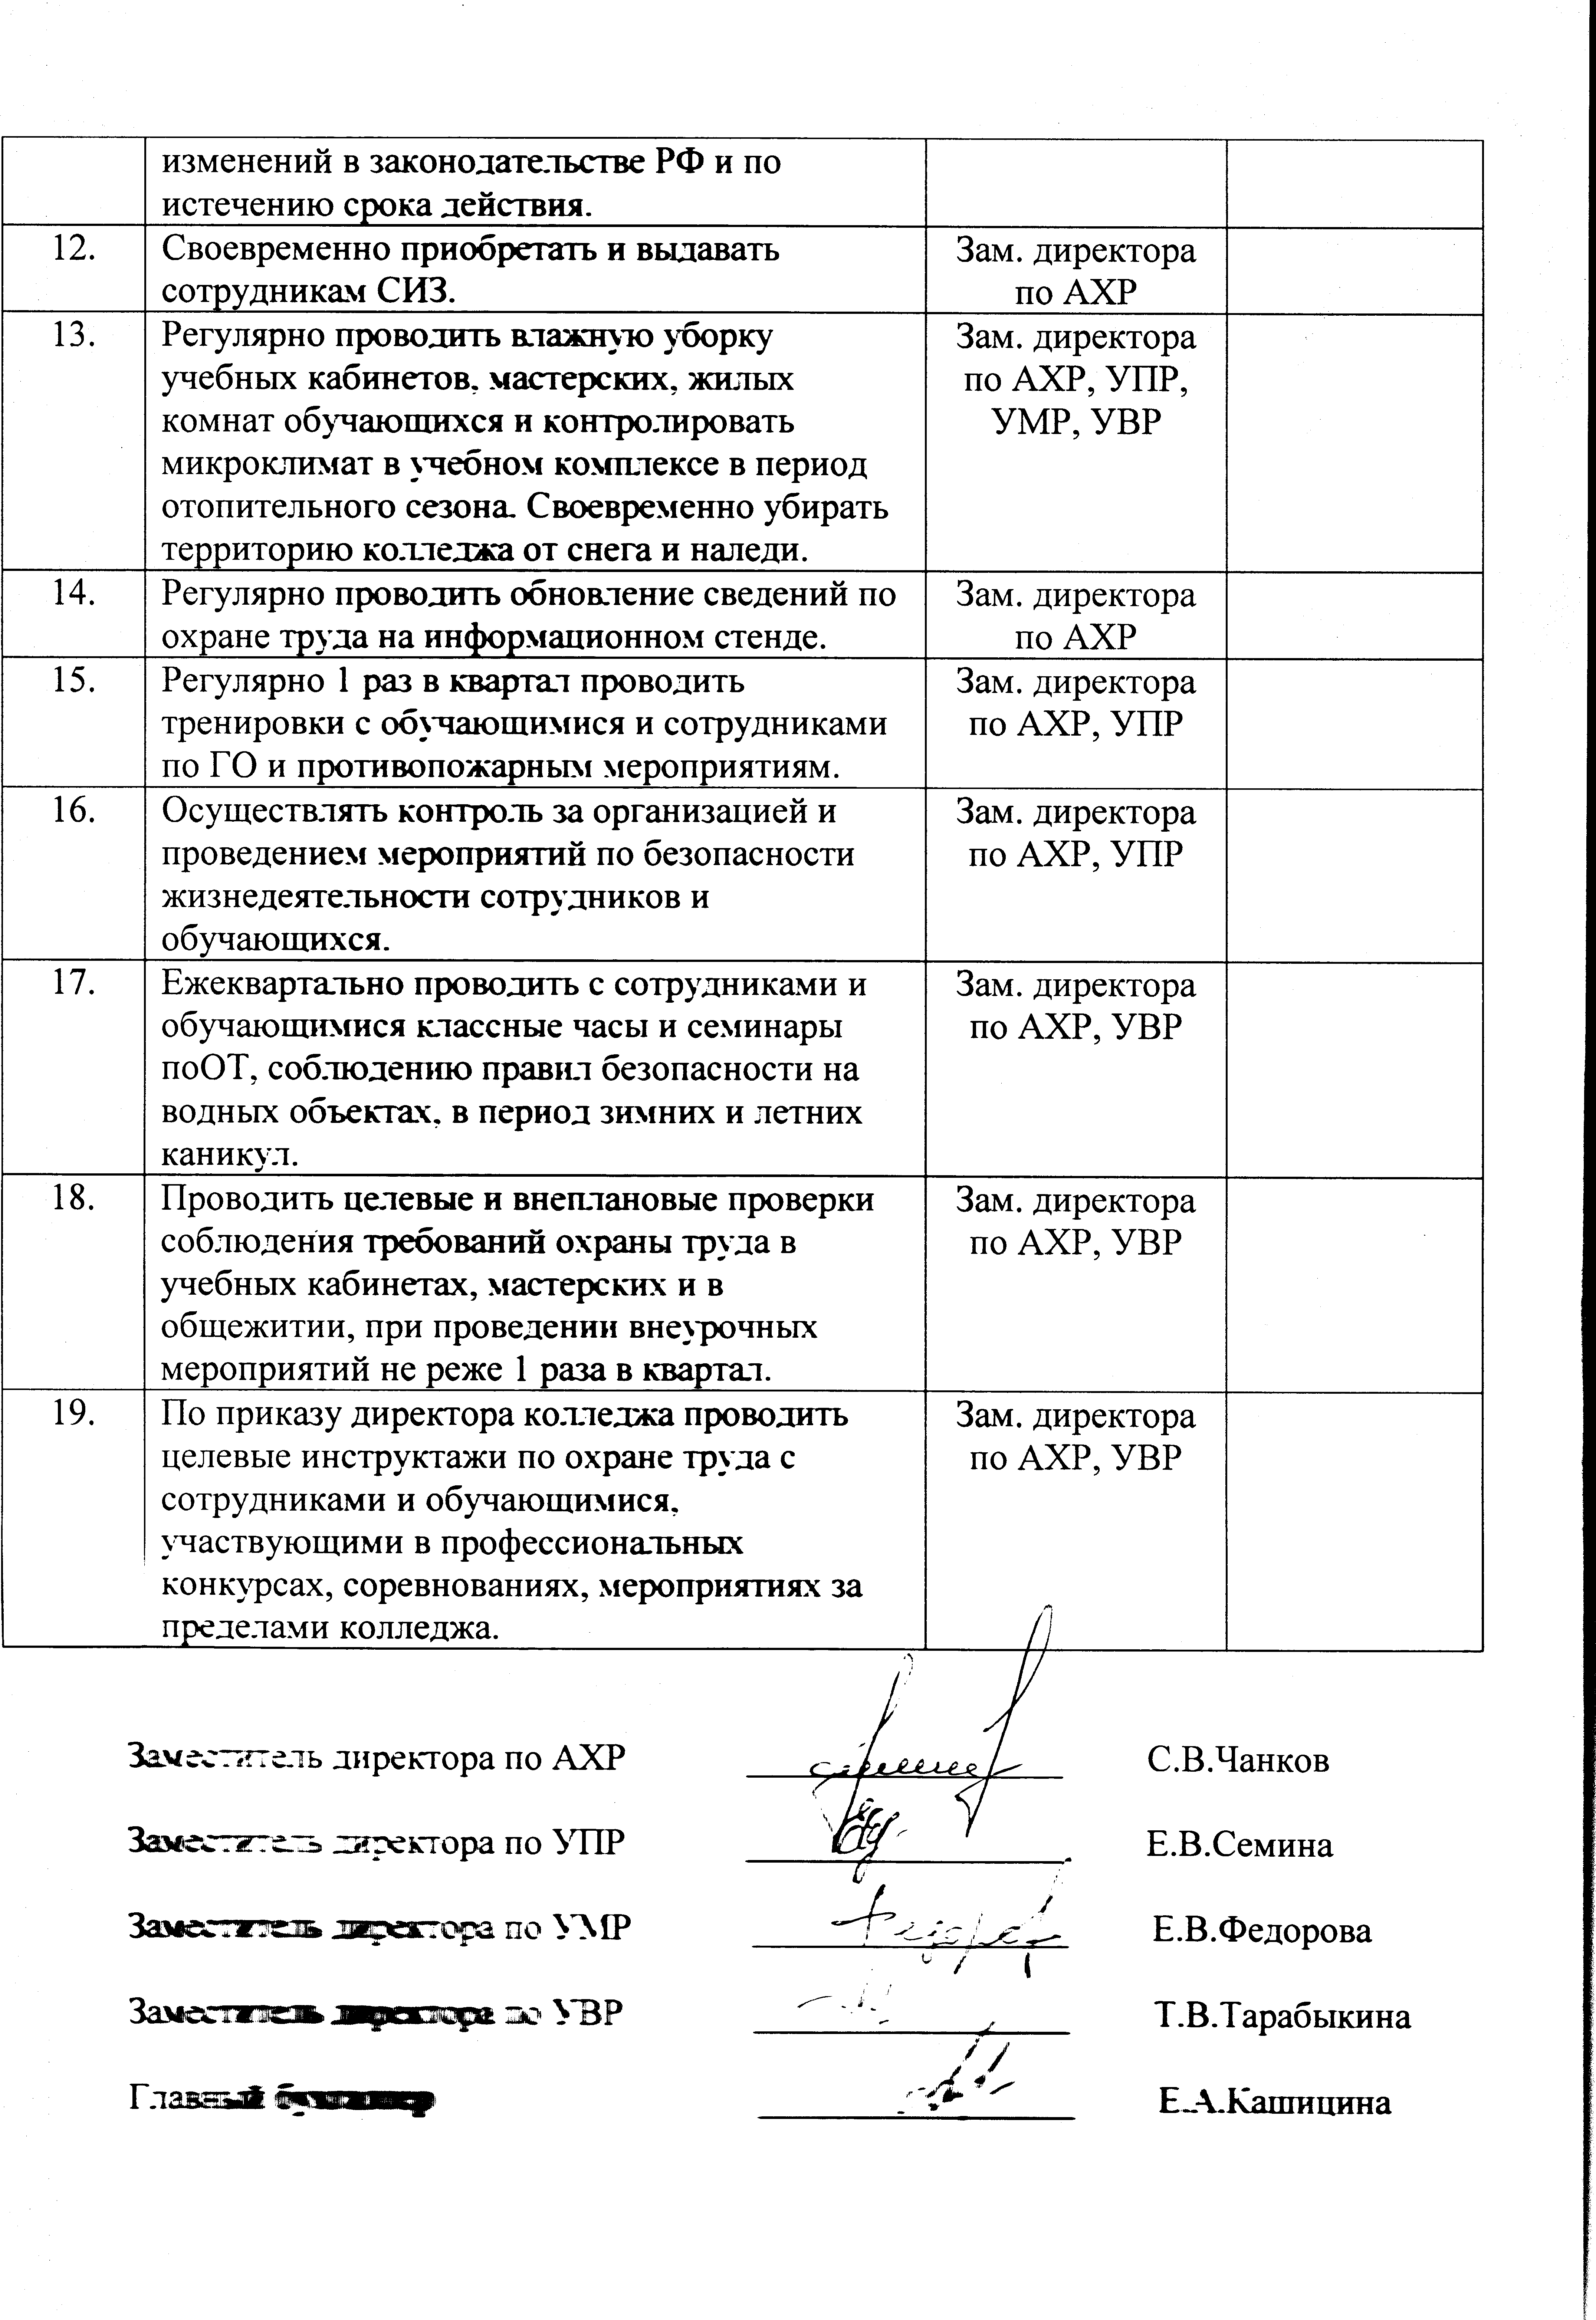 изменений в законодательстве РФ и по
истечению срока действия.
12. Своевременно приобретать и выдавать Зам. директора
сотрудникам СИЗ. по АХР
13. Регулярно проводить влажную уборку Зам. директора
учебных кабинетов, мастерских, жилых по АХР, УПР,
комнат обучающихся и контролировать УМР, УВР
микроклимат в учебном комплексе в период
отопительного сезона. Своевременно убирать
территорию колледжа от снега и наледи.
14. Регулярно проводить обновление сведений по Зам. директора
охране труда на информационном стенде. по АХР
15. Регулярно 1 раз в квартал проводить Зам. директора
тренировки с обучающимися и сотрудниками по АХР, УПР
по ГО и противопожарным мероприятиям.
16. Осуществлять контроль за организацией и Зам. директора
проведением мероприятий по безопасности по АХР, УПР
жизнедеятельности сотрудников и
обучающихся.
17. Ежеквартально проводить с сотрудниками и Зам. директора
обучающимися классные часы и семинары по АХР, УВР
поОТ, соблюдению правил безопасности на
водных объектах, в период зимних и летних
каникул.
18. Проводить целевые и внеплановые проверки Зам. директора
соблюдения требований охраны труда в по АХР, УВР
учебных кабинетах, мастерских и в
общежитии, при проведении внеурочных
мероприятий не реже 1 раза в квартал.
19. По приказу директора колледжа проводить Зам. директора
целевые инструктажи по охране труда с по АХР, УВР
сотрудниками и обучающимися,
участвующими в профессиональных
конкурсах, соревнованиях, мероприятиях за
пределами колледжа.
Заместитель директора по АХР С.В.Чанков
Заместитель директора по УПР Е.В.Семина
Заместитель директора по УМР Е.В.Федорова
Заместитель директора по УВР Т.В.Тарабыкина
Главный бухгалтер Е.А.Кашицина